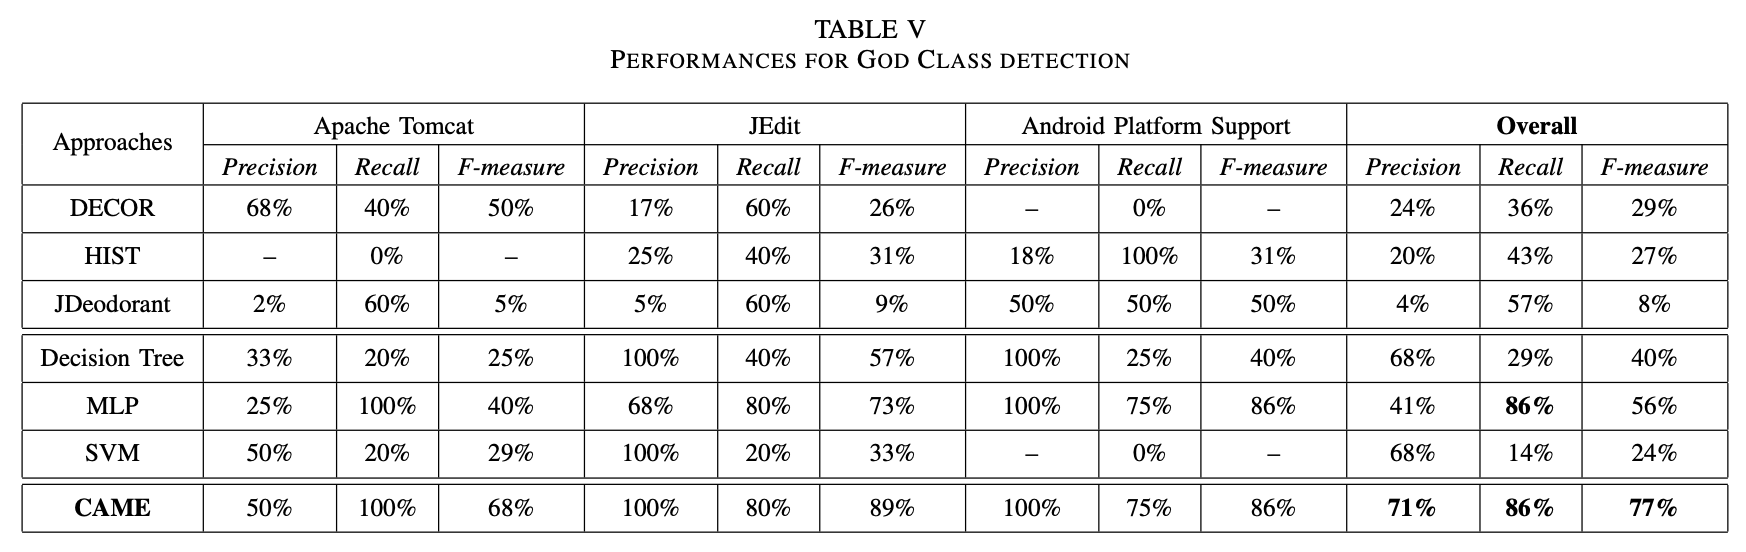 TABLE V
PERFORMANCES FOR GOD CLASS DETECTION
Approaches Apache Tomcat JEdit Android Platform Support Overall
Precision Recall F-measure Precision Recall F-measure Precision Recall F-measure Precision Recall F-measure
DECOR 68% 40% 50% 17% 60% 26% – 0% – 24% 36% 29%
HIST – 0% – 25% 40% 31% 18% 100% 31% 20% 43% 27%
JDeodorant 2% 60% 5% 5% 60% 9% 50% 50% 50% 4% 57% 8%
Decision Tree 33% 20% 25% 100% 40% 57% 100% 25% 40% 68% 29% 40%
MLP 25% 100% 40% 68% 80% 73% 100% 75% 86% 41% 86% 56%
SVM 50% 20% 29% 100% 20% 33% – 0% – 68% 14% 24%
CAME 50% 100% 68% 100% 80% 89% 100% 75% 86% 71% 86% 77%